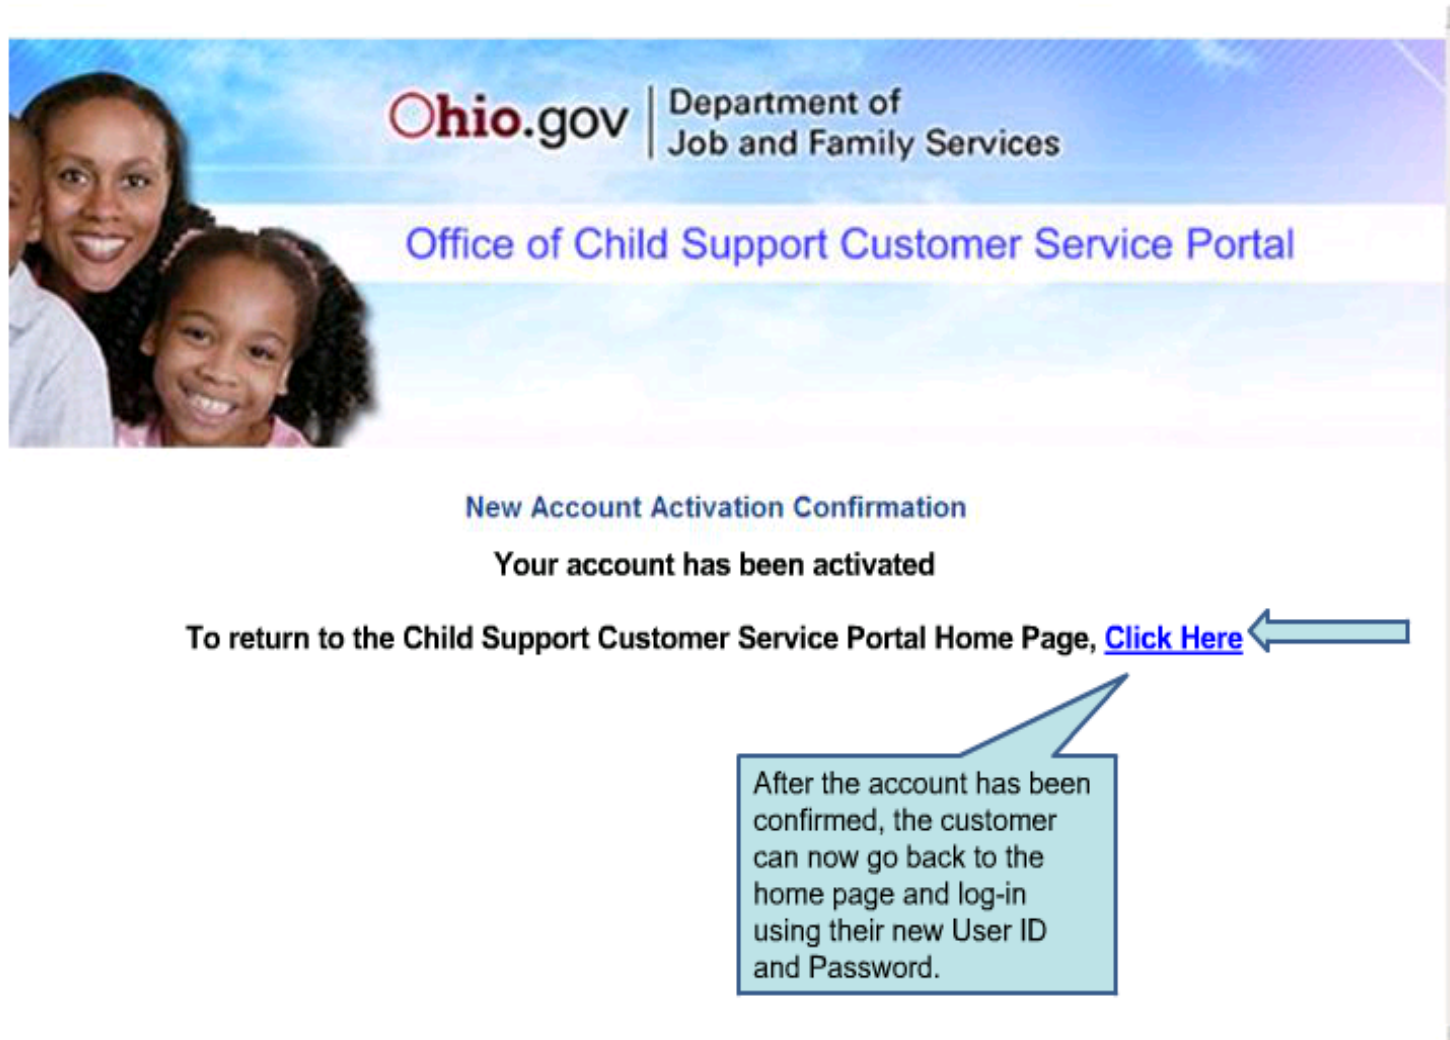 Ohio.gov
Department of
Job and Family Services
Office of Child Support Customer Service Portal
New Account Activation Confirmation
Your account has been activated
To return to the Child Support Customer Service Portal Home Page, Click Here
After the account has been
confirmed, the customer
can now go back to the
home page and log-in
using their new User ID
and Password.